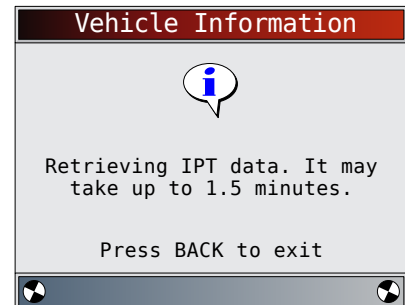 Vehicle Information
i
Retrieving IPT data. It may
take up to 1.5 minutes.
Press BACK to exit